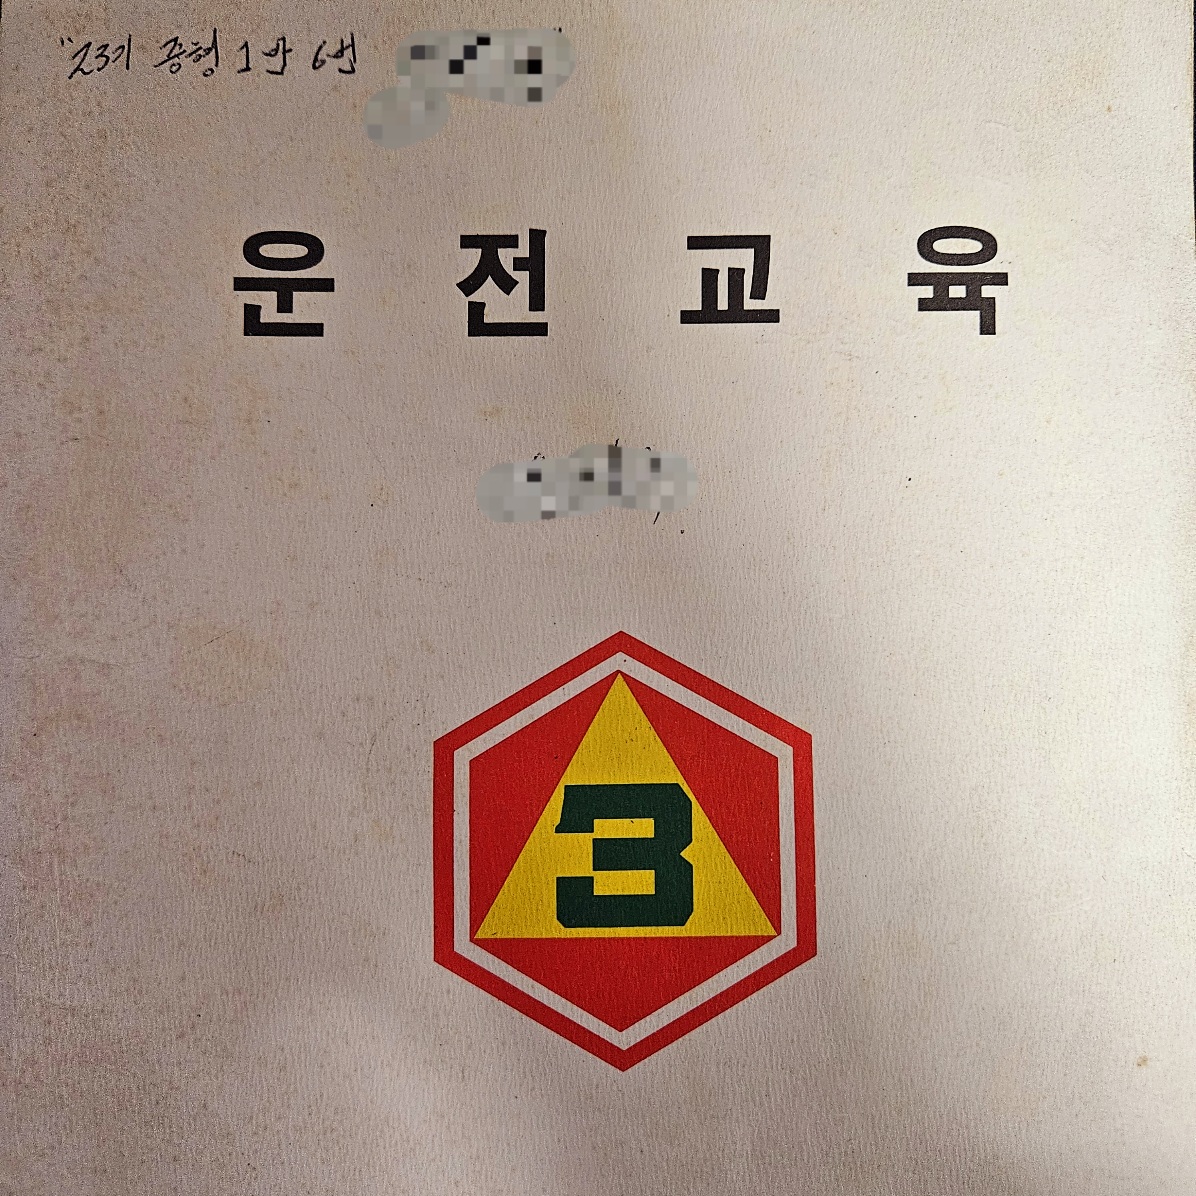 "23기 중형 1반 6번
운 전 교 육
3